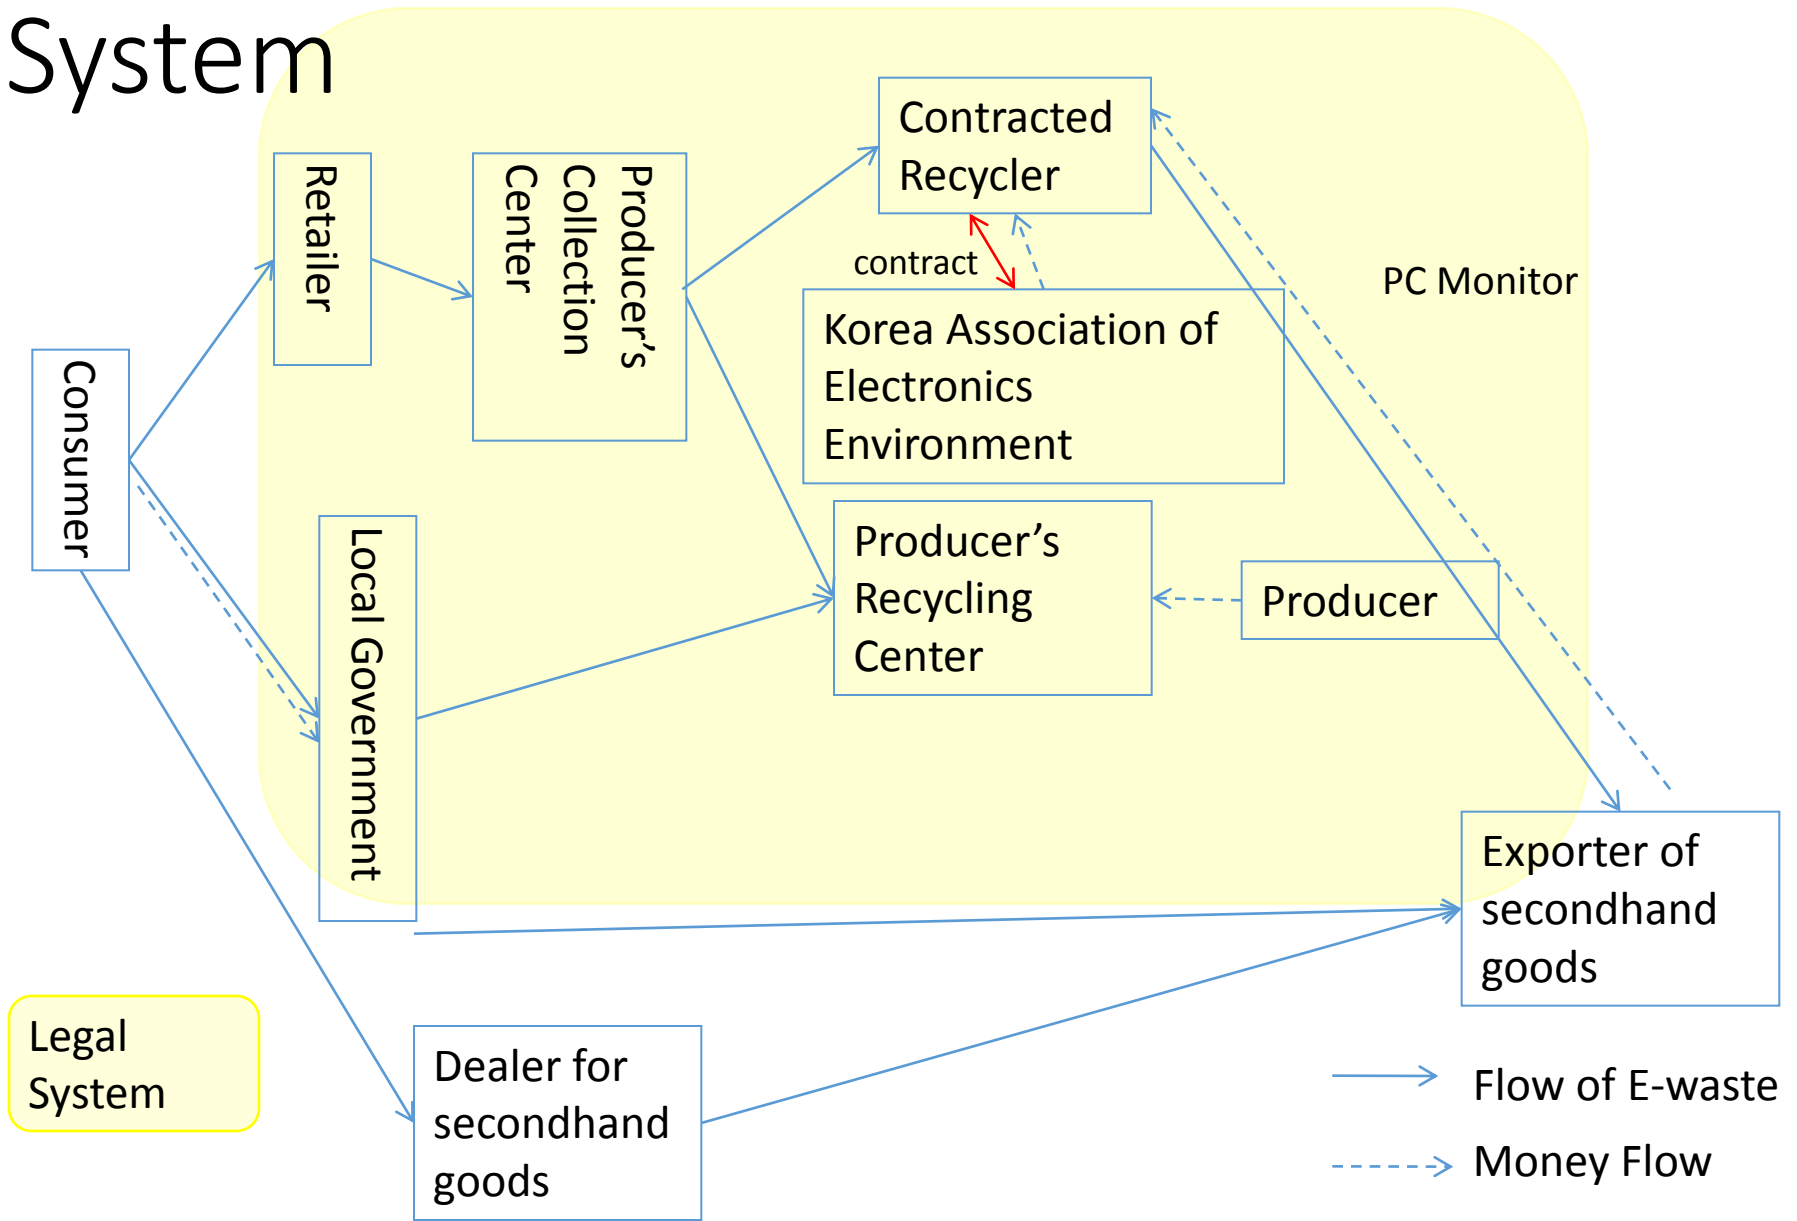 System
Contracted
Recycler
Retailer
Producer’s
Collection
Center
contract
PC Monitor
Korea Association of
Electronics
Environment
Consumer
Local Government
Producer’s
Recycling
Center
Producer
Exporter of
secondhand
goods
Legal
System
Dealer for
secondhand
goods
Flow of E-waste
Money Flow